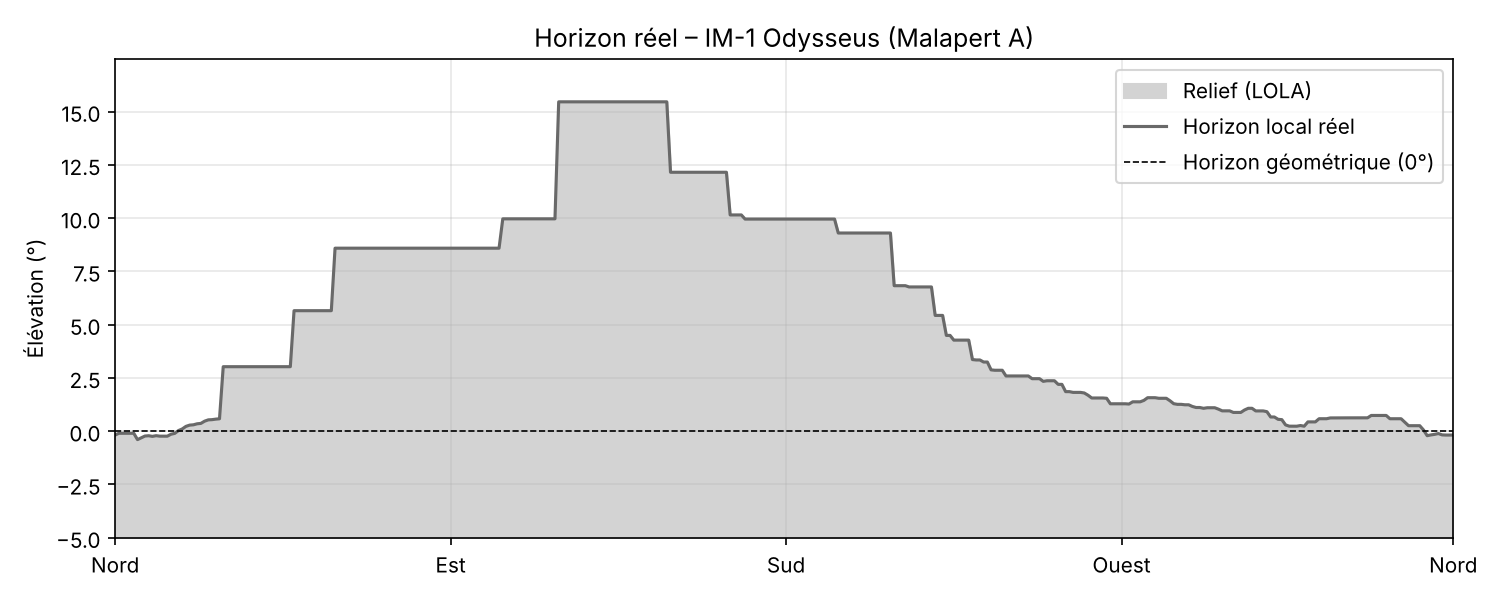 Horizon réel – IM-1 Odysseus (Malapert A)
Relief (LOLA)
Horizon local réel
Horizon géométrique (0°)
Élévation (°)
15.0
12.5
10.0
7.5
5.0
2.5
0.0
−2.5
−5.0
Nord Est Sud Ouest Nord